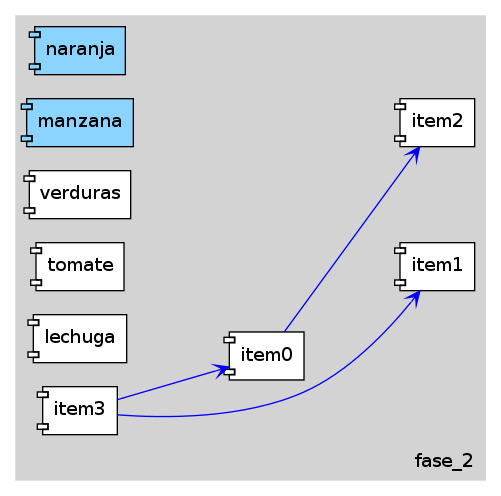 naranja
manzana
item2
verduras
tomate
item1
lechuga
item0
item3
fase_2